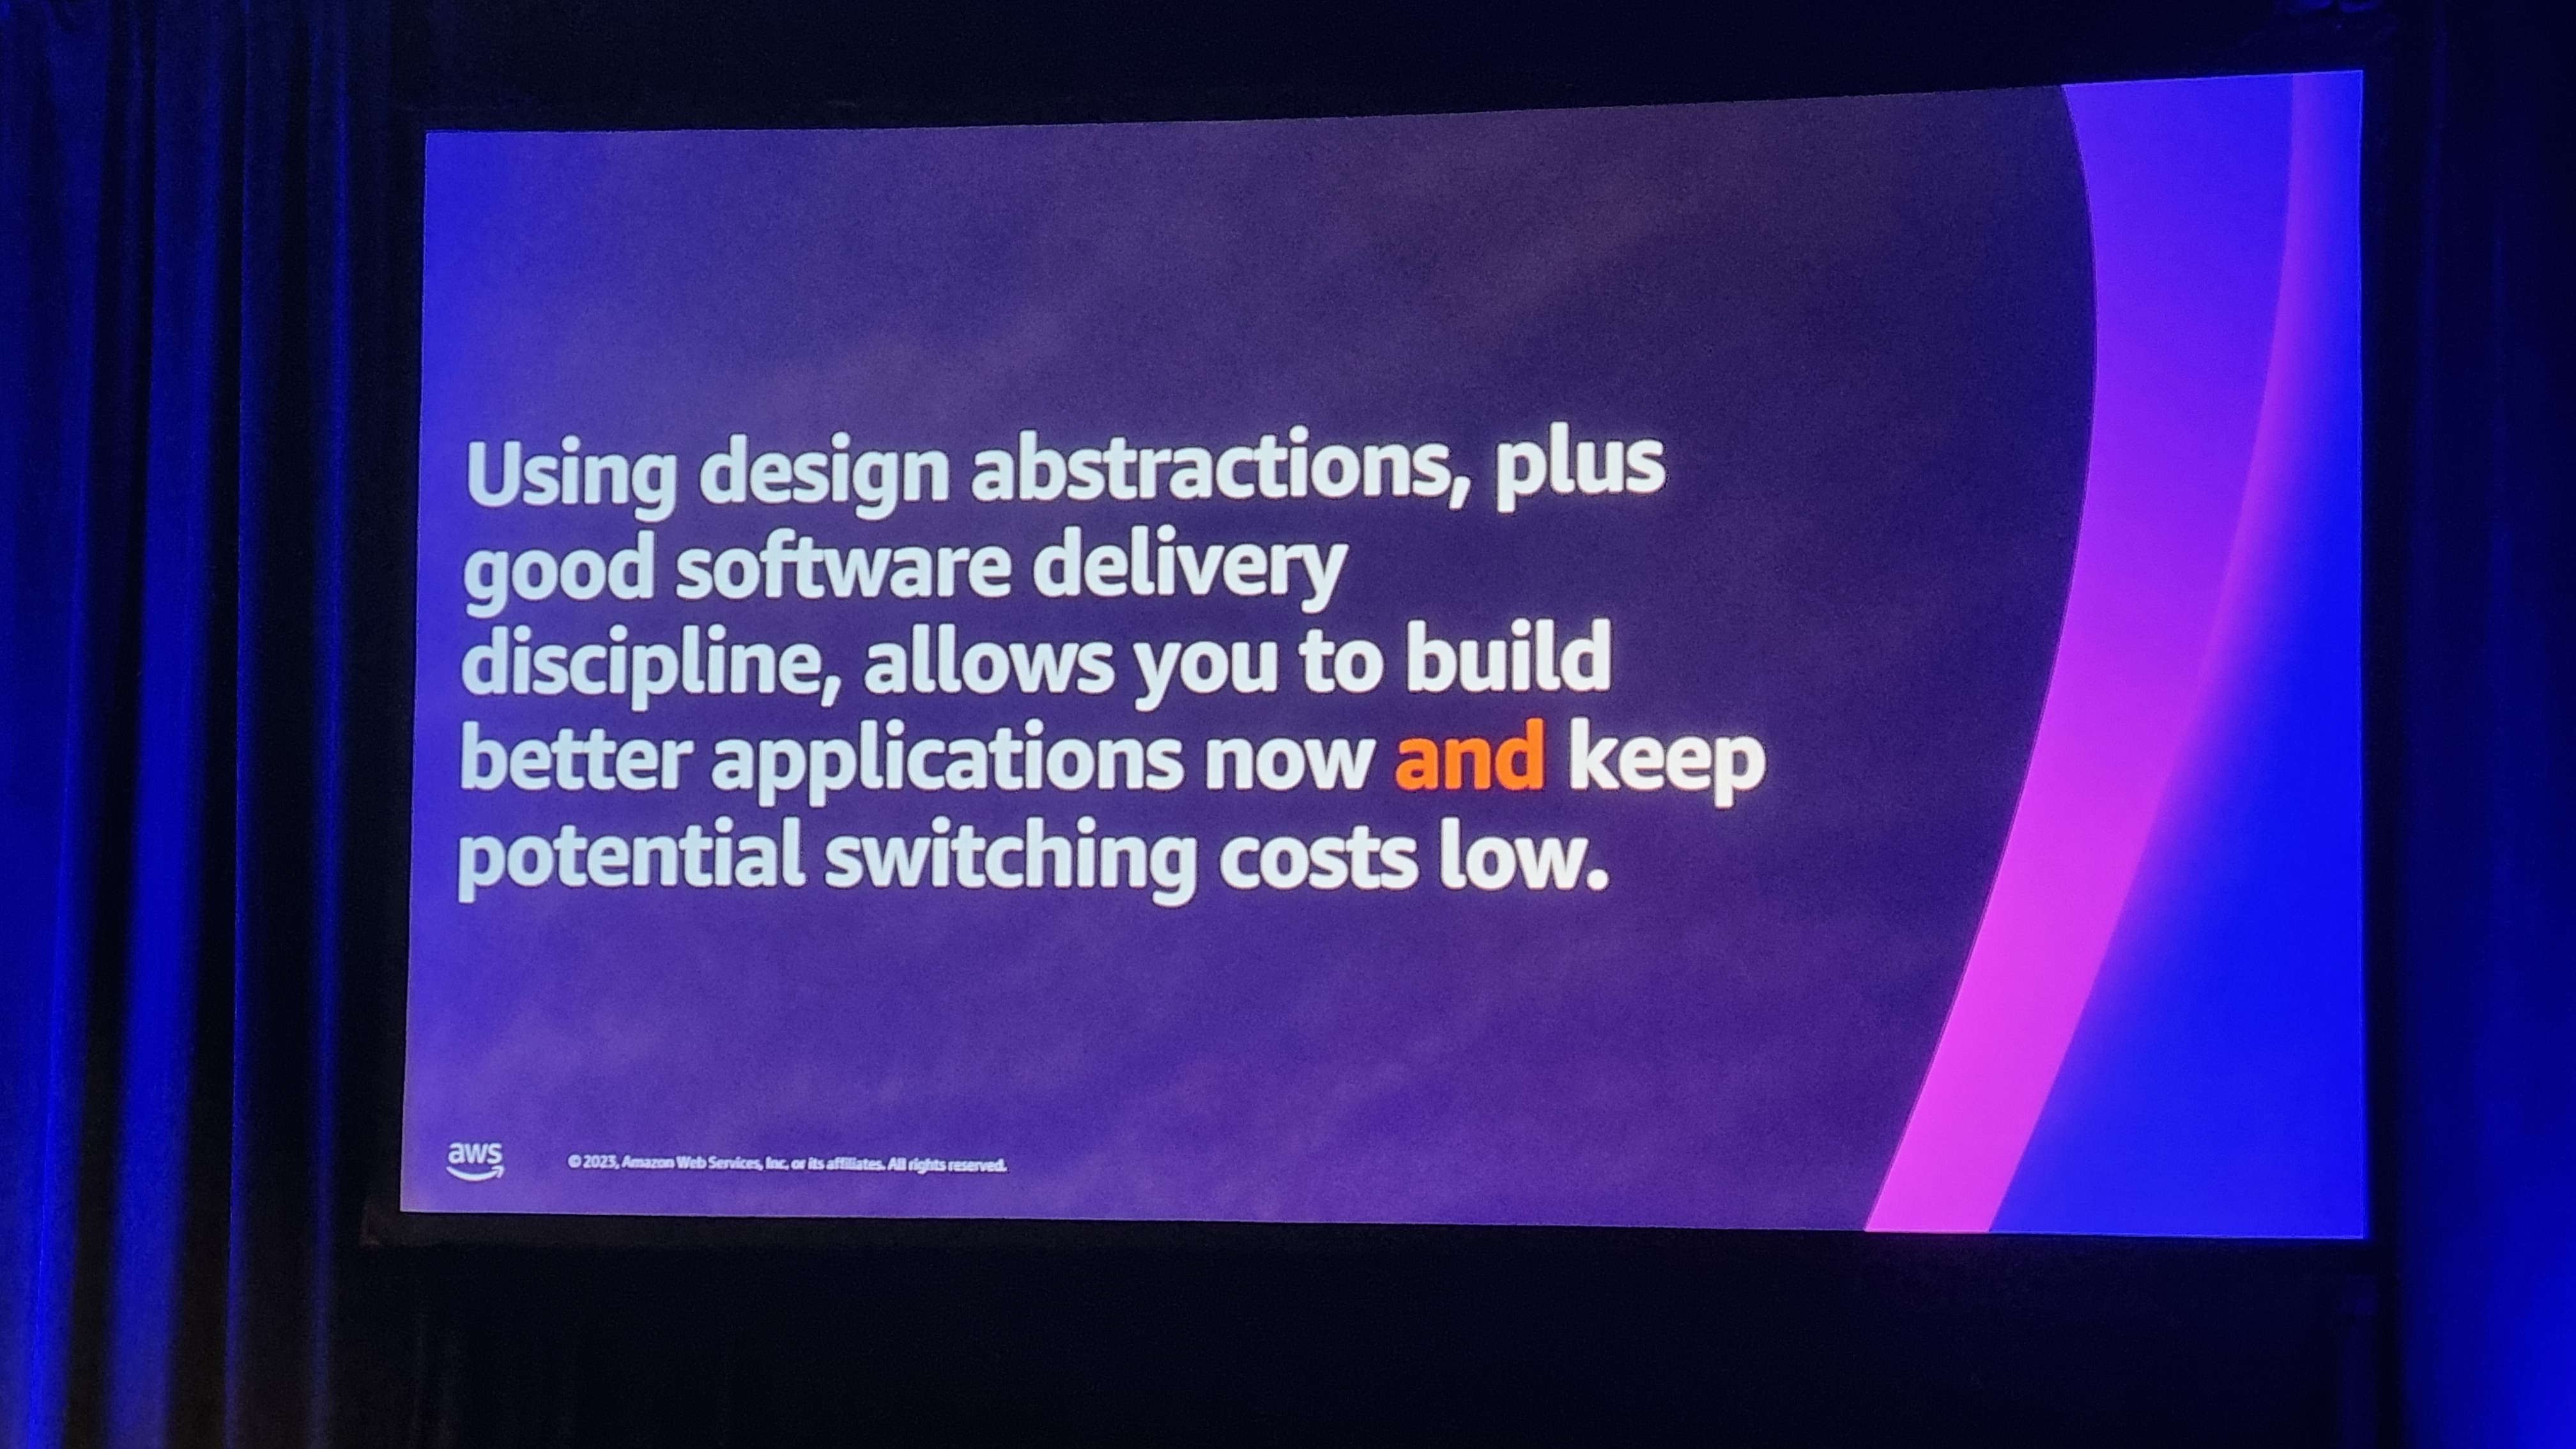 Using design abstractions, plus
good software delivery
discipline, allows you to build
better applications now and keep
potential switching costs low.
aws
© 2023, Amazon Web Services, Inc. or its affiliates. All rights reserved.